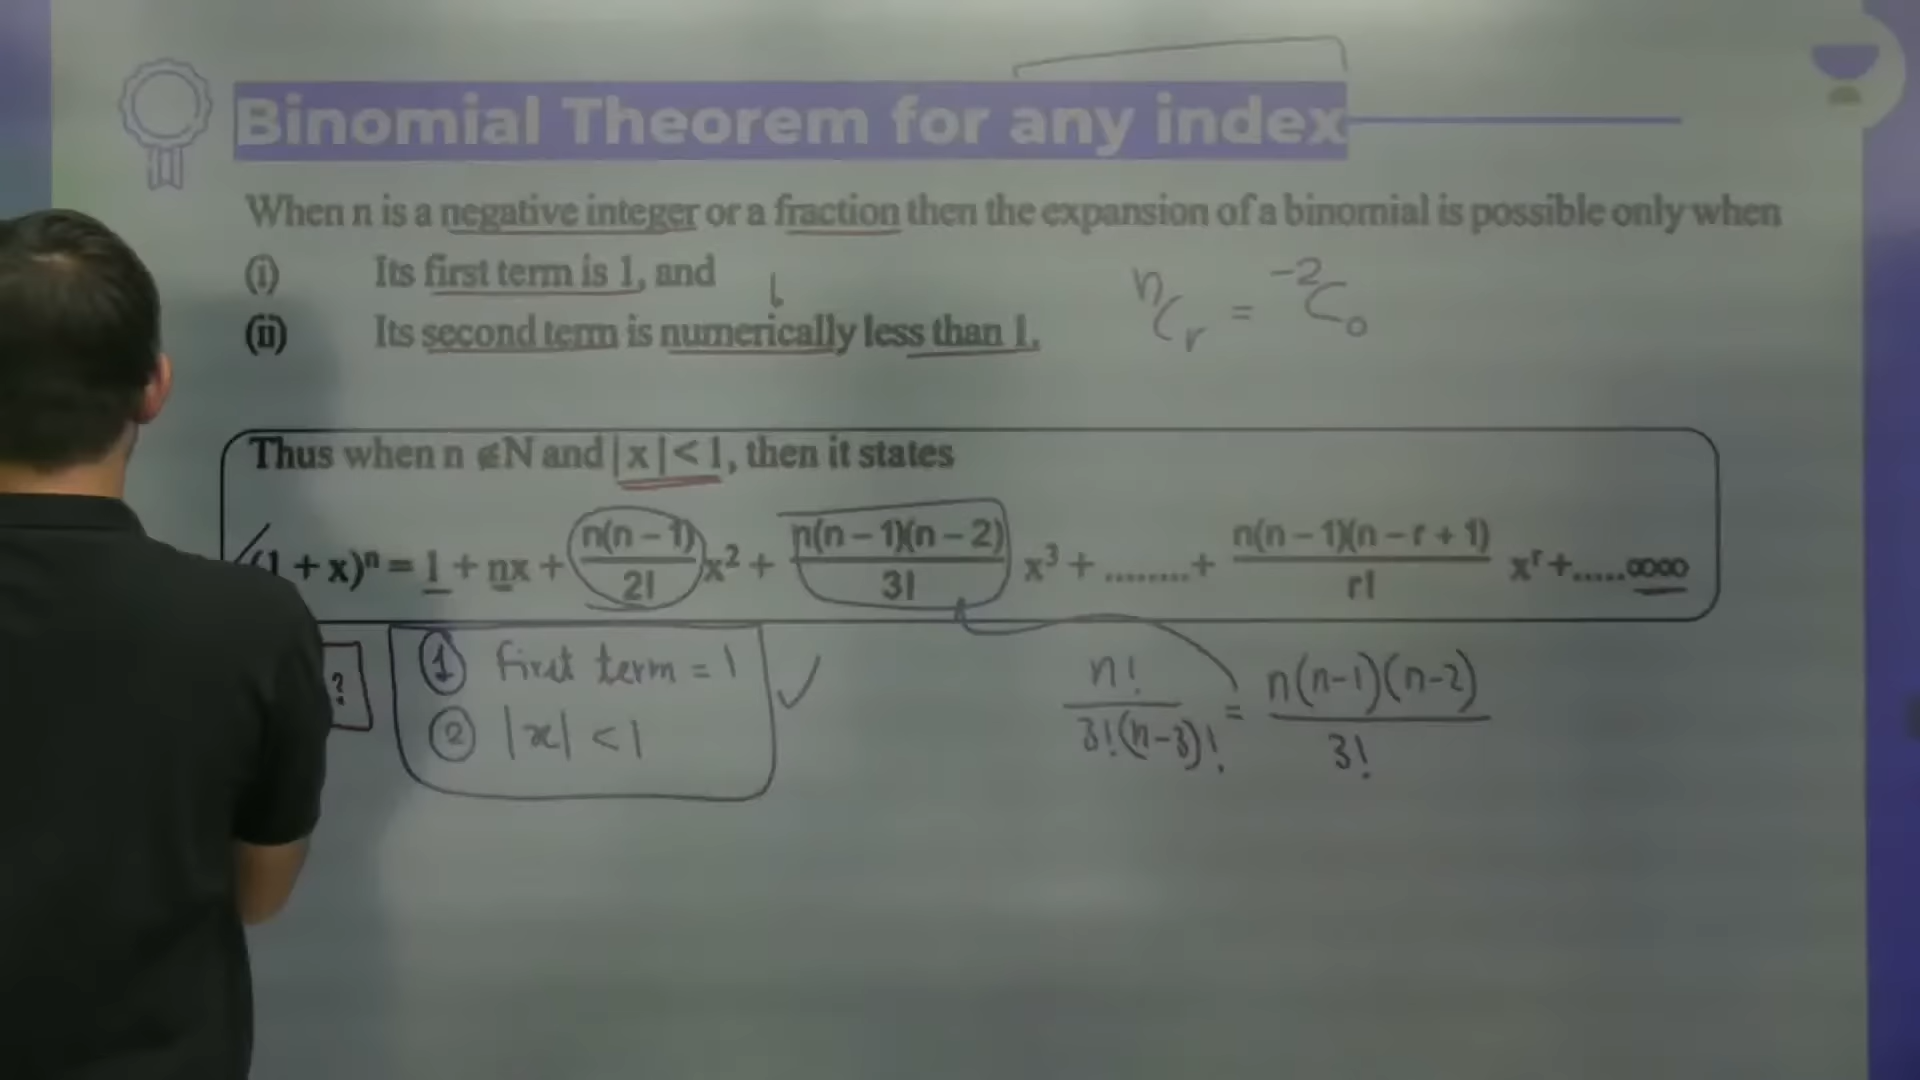 Binomial Theorem for any index
When n is a negative integer or a fraction then the expansion of a binomial is possible only when
(i) Its first term is 1, and
(ii) Its second term is numerically less than 1.
ⁿCᵣ = ⁻²C₀
Thus when n ∉N and |x|< 1, then it states
(1 + x)ⁿ = 1 + nx + n(n – 1)/2! x² + n(n – 1)(n – 2)/3! x³ + ........+ n(n – 1)(n – r + 1)/r! xʳ +.....∞∞
?
① first term = 1
② |x| < 1
n!/3!(n-3)! = n(n-1)(n-2)/3!